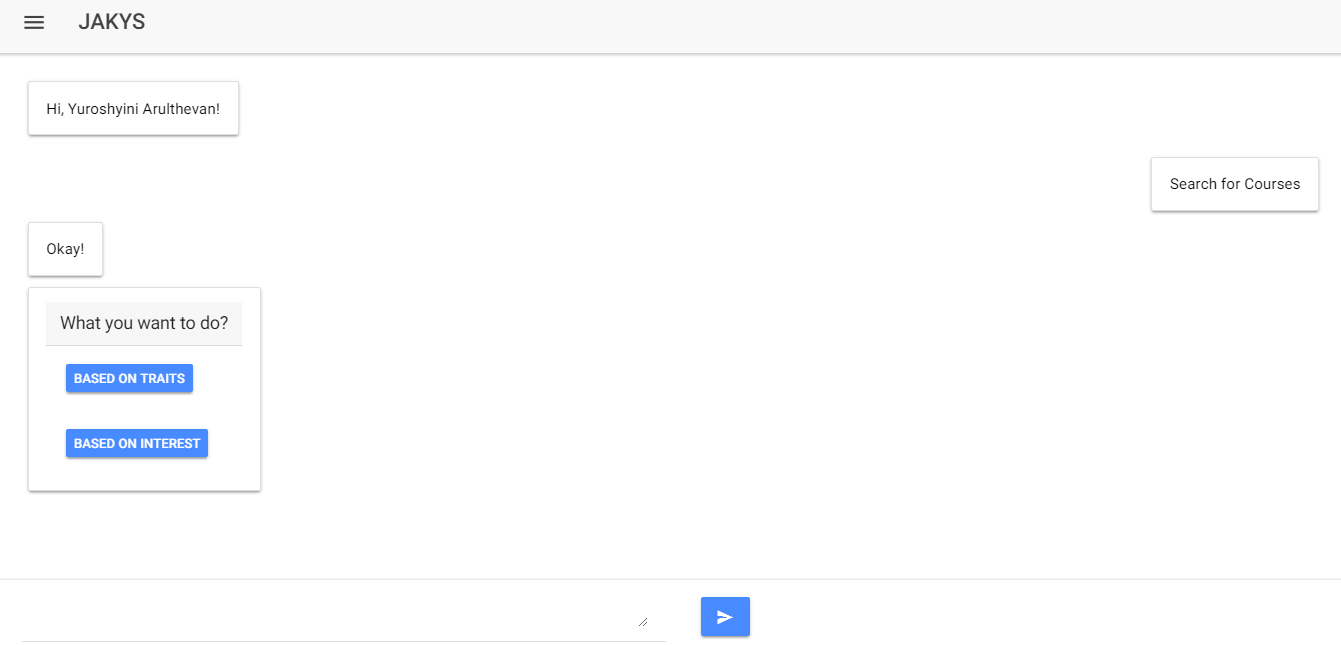 JAKYS
Hi, Yuroshyini Arulthevan!
Search for Courses
Okay!
What you want to do?
BASED ON TRAITS
BASED ON INTEREST